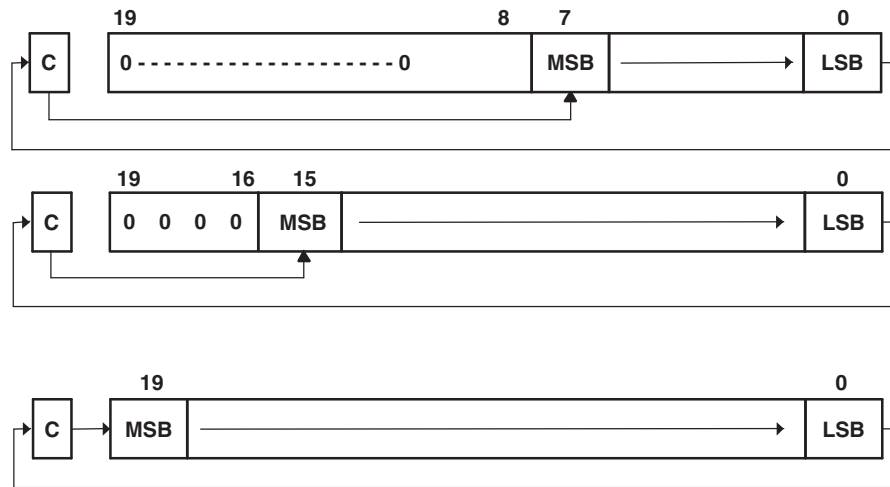 19 8 7 0
C 0--------------------0 MSB LSB
19 16 15 0
C 0 0 0 0 MSB LSB
19 0
C MSB LSB